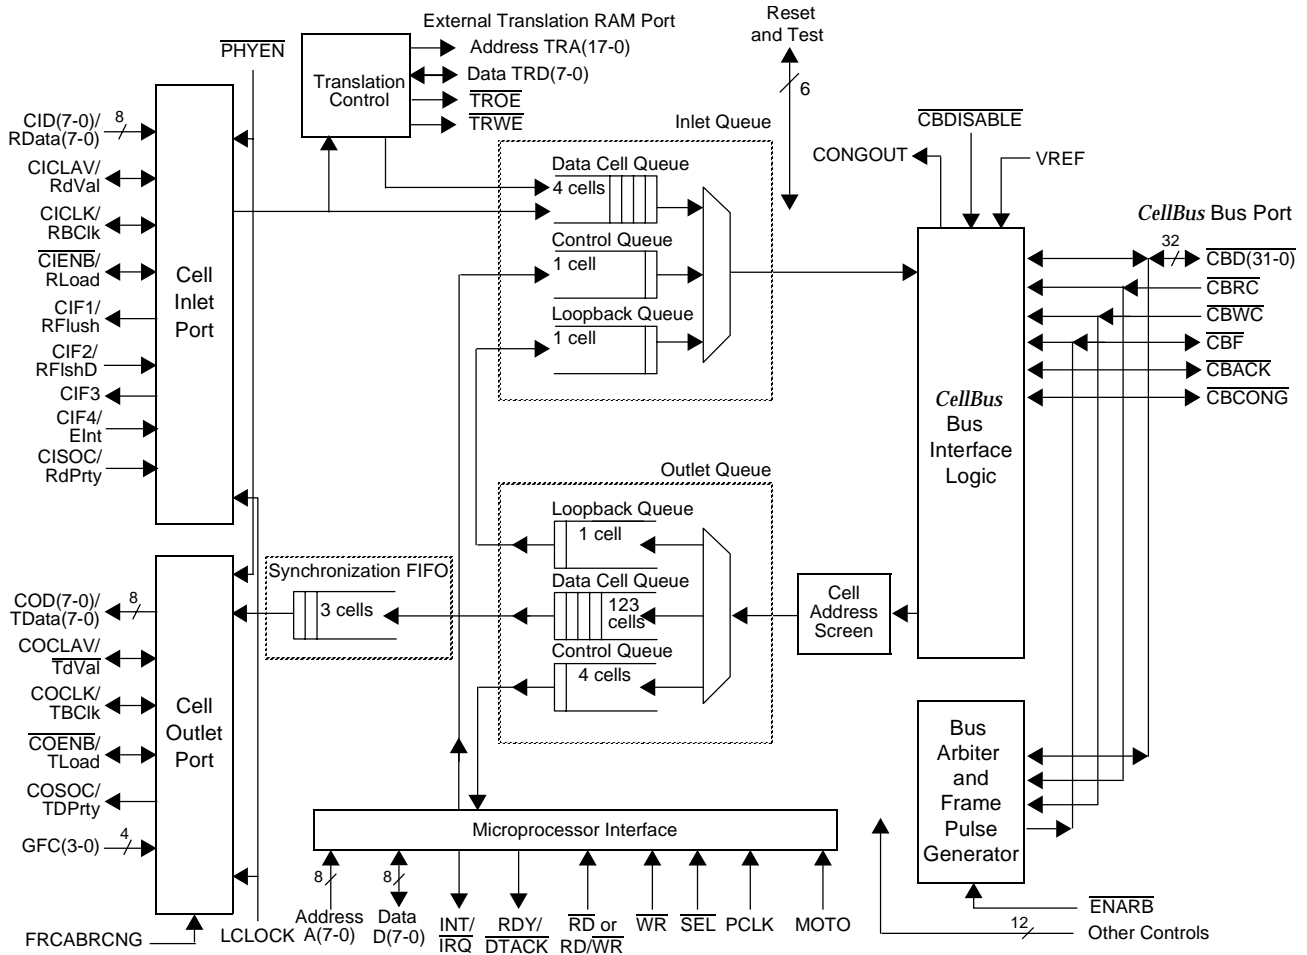 External Translation RAM Port
PHYEN
Translation
Control
Address TRA(17-0)
Data TRD(7-0)
TROE
TRWE
Reset
and Test
6
CID(7-0)/
RData(7-0)
8
CICLAV/
RdVal
CICLK/
RBClk
CIENB/
RLoad
CIF1/
RFlush
CIF2/
RFlshD
CIF3
CIF4/
EInt
CISOC/
RdPrty
Cell
Inlet
Port
Inlet Queue
Data Cell Queue
4 cells
Control Queue
1 cell
Loopback Queue
1 cell
CBDISABLE
CONGOUT
VREF
CellBus Bus Port
32
CBD(31-0)
CBRC
CBWC
CBF
CBACK
CBCONG
CellBus
Bus
Interface
Logic
Outlet Queue
Loopback Queue
1 cell
Data Cell Queue
123
cells
Control Queue
4 cells
Synchronization FIFO
3 cells
Cell
Address
Screen
COD(7-0)/
TData(7-0)
8
COCLAV/
TdVal
COCLK/
TBClk
COENB/
TLoad
COSOC/
TDPrty
GFC(3-0)
4
Cell
Outlet
Port
Bus
Arbiter
and
Frame
Pulse
Generator
Microprocessor Interface
8
8
FRCABRCNG
LCLOCK
Address
A(7-0)
Data
D(7-0)
INT/
IRQ
RDY/
DTACK
RD or
RD/WR
WR
SEL
PCLK
MOTO
ENARB
12
Other Controls